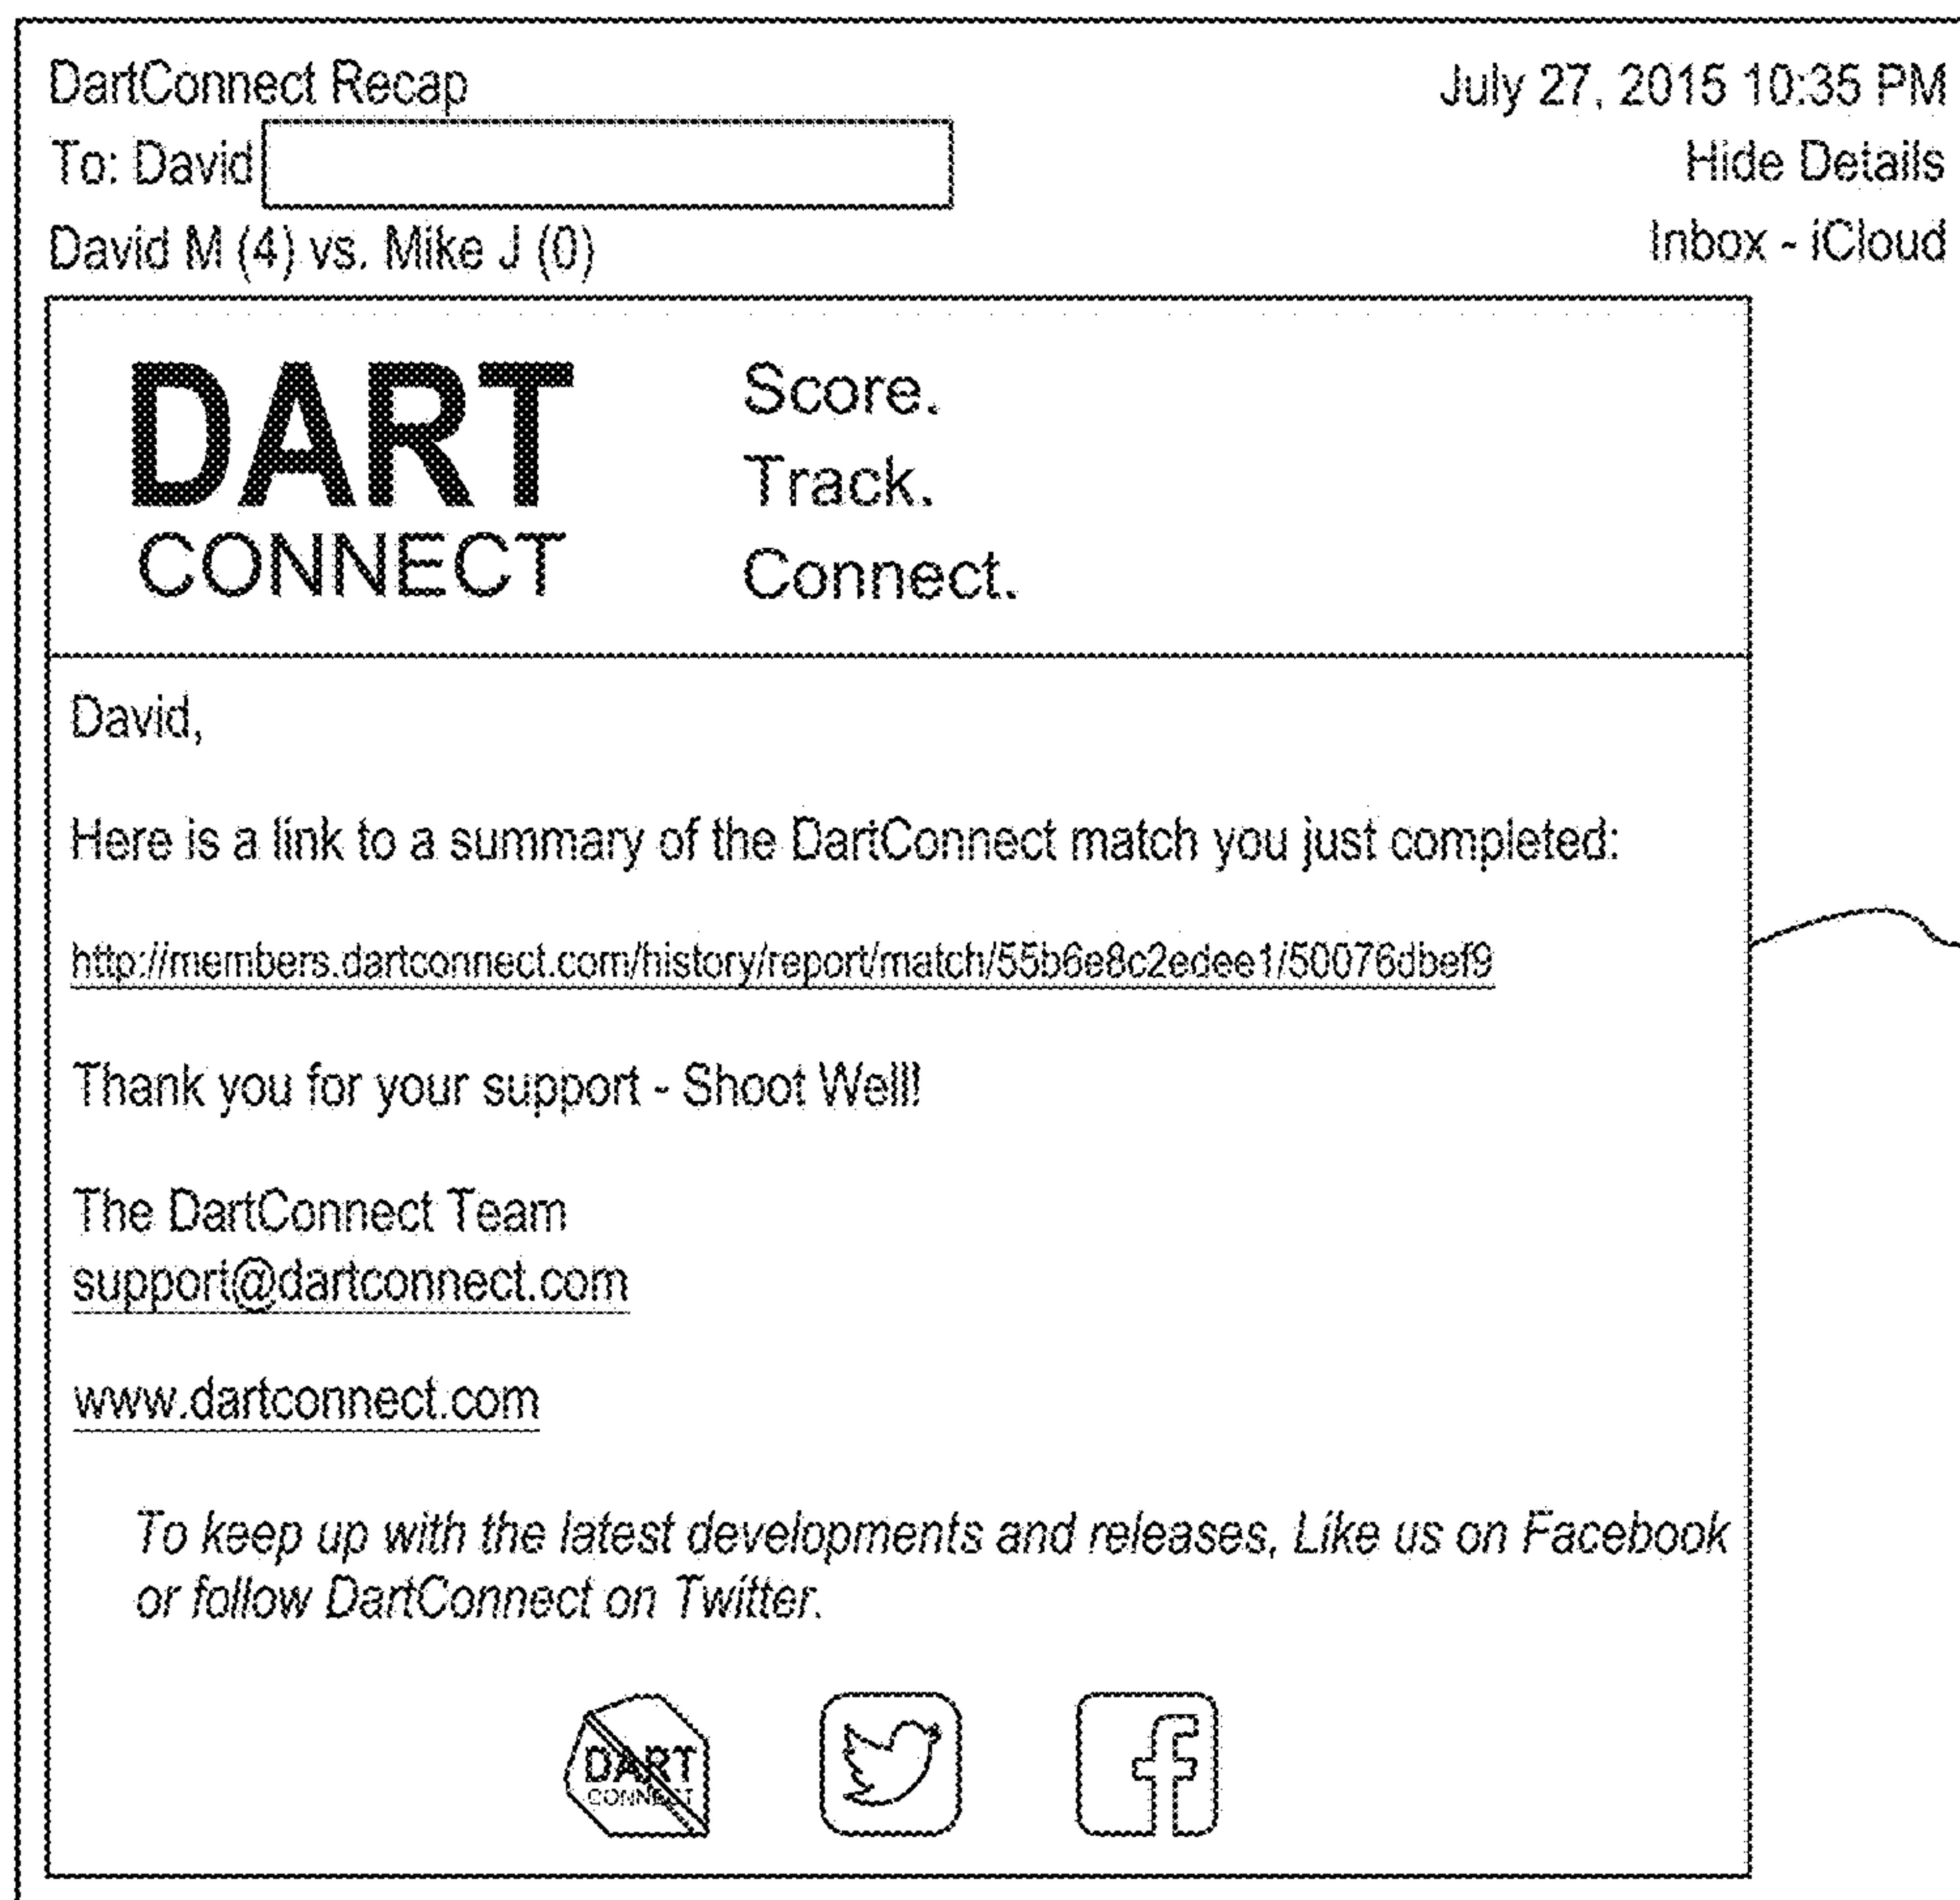 DartConnect Recap
July 27, 2015 10:35 PM
To: David
Hide Details
David M (4) vs. Mike J (0)
Inbox - iCloud
DART
CONNECT
Score.
Track.
Connect.
David,
Here is a link to a summary of the DartConnect match you just completed:
http://members.dartconnect.com/history/report/match/55b6e8c2edee1/50076dbef9
Thank you for your support - Shoot Well!
The DartConnect Team
support@dartconnect.com
www.dartconnect.com
To keep up with the latest developments and releases, Like us on Facebook
or follow DartConnect on Twitter.
DART
CONNECT